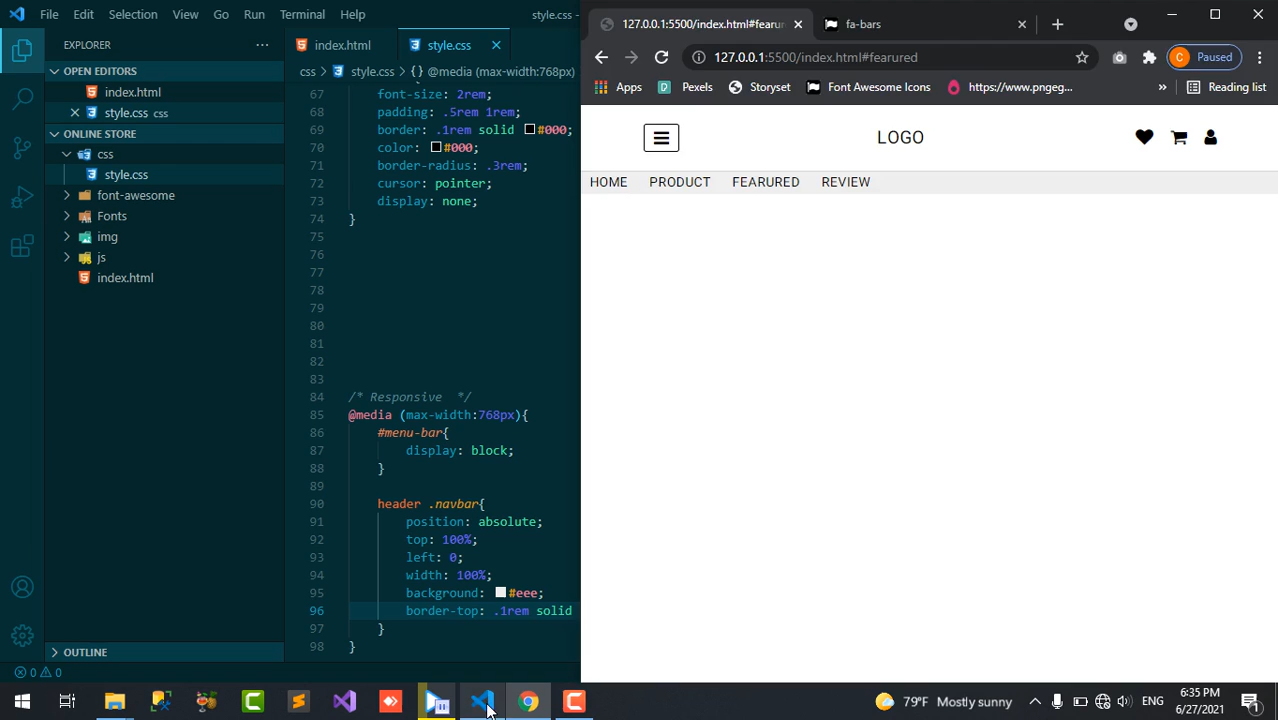 File Edit Selection View Go Run Terminal Help style.css -
EXPLORER ...
OPEN EDITORS
index.html
style.css css
ONLINE STORE
css
style.css
font-awesome
Fonts
img
js
index.html
OUTLINE
0 0
index.html style.css
css > style.css > {} @media (max-width:768px)
67 font-size: 2rem;
68 padding: .5rem 1rem;
69 border: .1rem solid #000;
70 color: #000;
71 border-radius: .3rem;
72 cursor: pointer;
73 display: none;
74 }
75
76
77
78
79
80
81
82
83
84 /* Responsive */
85 @media (max-width:768px){
86 #menu-bar{
87 display: block;
88 }
89
90 header .navbar{
91 position: absolute;
92 top: 100%;
93 left: 0;
94 width: 100%;
95 background: #eee;
96 border-top: .1rem solid
97 }
98 }
127.0.0.1:5500/index.html#fearu
fa-bars
127.0.0.1:5500/index.html#fearured
C Paused
Apps Pexels Storyset Font Awesome Icons https://www.pngeg... » Reading list
LOGO
HOME PRODUCT FEARURED REVIEW
79°F Mostly sunny
ENG
6:35 PM
6/27/2021
1